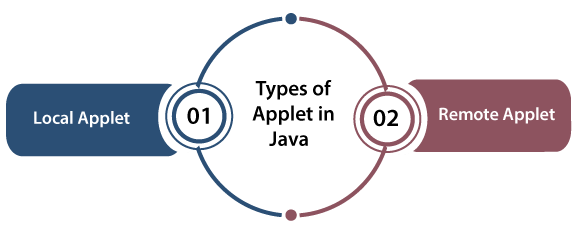 Types of
Applet in
Java
Local Applet
01
02
Remote Applet